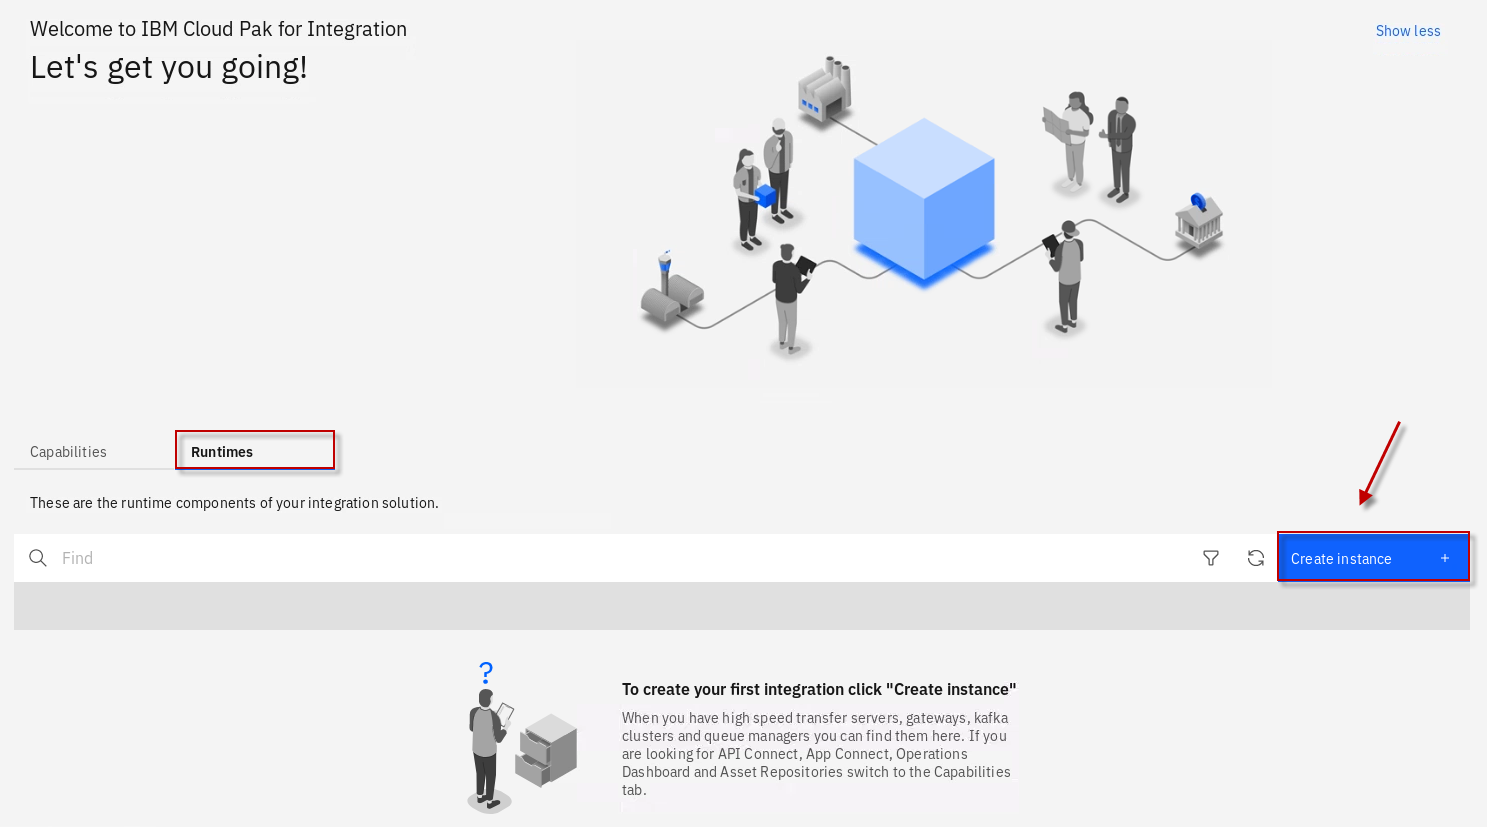 Welcome to IBM Cloud Pak for Integration
Show less
Let's get you going!
Capabilities
Runtimes
These are the runtime components of your integration solution.
Find
Create instance +
?
To create your first integration click "Create instance"
When you have high speed transfer servers, gateways, kafka
clusters and queue managers you can find them here. If you
are looking for API Connect, App Connect, Operations
Dashboard and Asset Repositories switch to the Capabilities
tab.